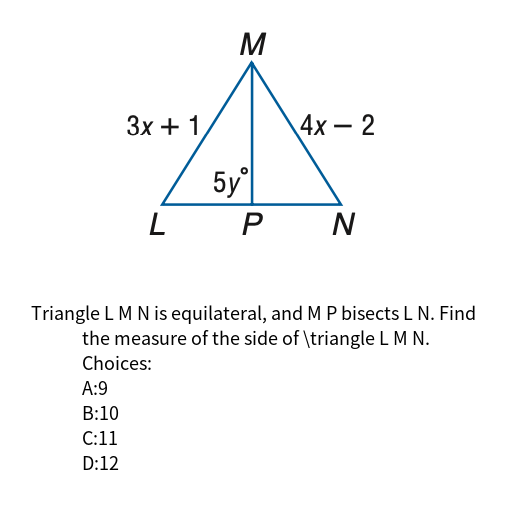 M
3x + 1
4x − 2
5y°
L P N
Triangle L M N is equilateral, and M P bisects L N. Find
the measure of the side of \triangle L M N.
Choices:
A:9
B:10
C:11
D:12